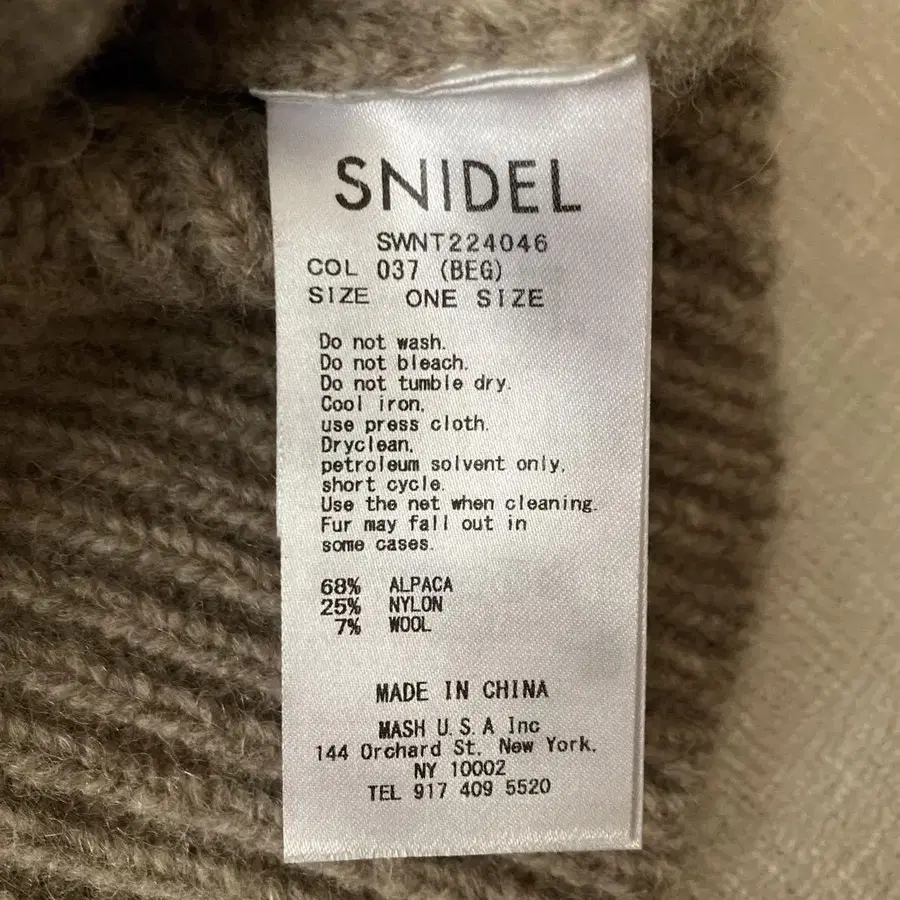 SNIDEL
SWNT224046
COL 037 (BEG)
SIZE ONE SIZE
Do not wash.
Do not bleach.
Do not tumble dry.
Cool iron,
use press cloth.
Dryclean,
petroleum solvent only,
short cycle.
Use the net when cleaning.
Fur may fall out in
some cases.
68% ALPACA
25% NYLON
7% WOOL
MADE IN CHINA
MASH U.S.A Inc
144 Orchard St. New York,
NY 10002
TEL 917 409 5520